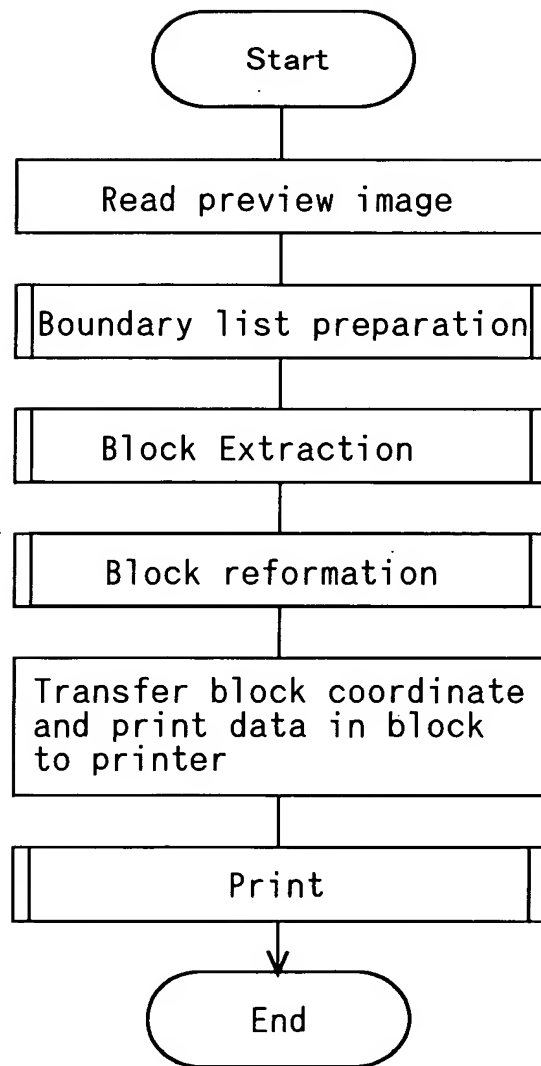 Start
Read preview image
Boundary list preparation
Block Extraction
Block reformation
Transfer block coordinate
and print data in block
to printer
Print
End